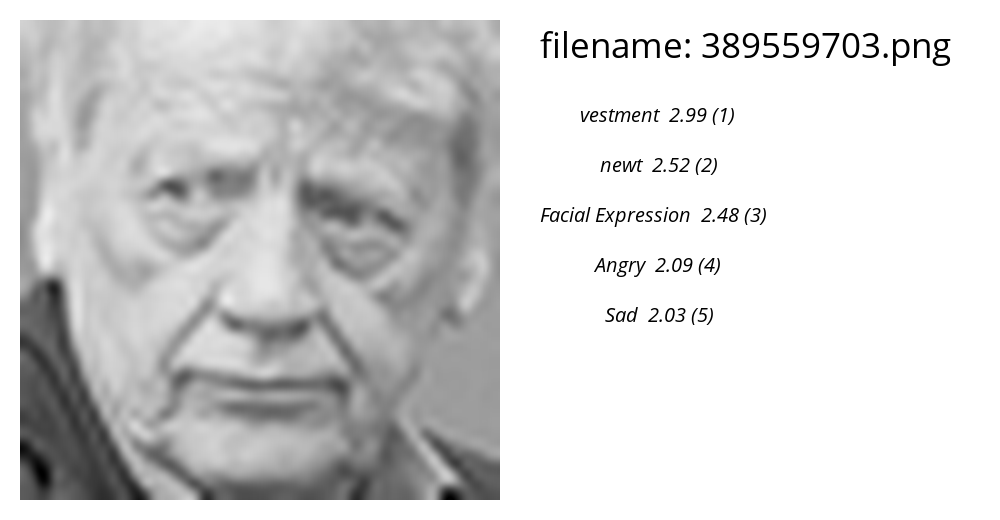 filename: 389559703.png
vestment 2.99 (1)
newt 2.52 (2)
Facial Expression 2.48 (3)
Angry 2.09 (4)
Sad 2.03 (5)